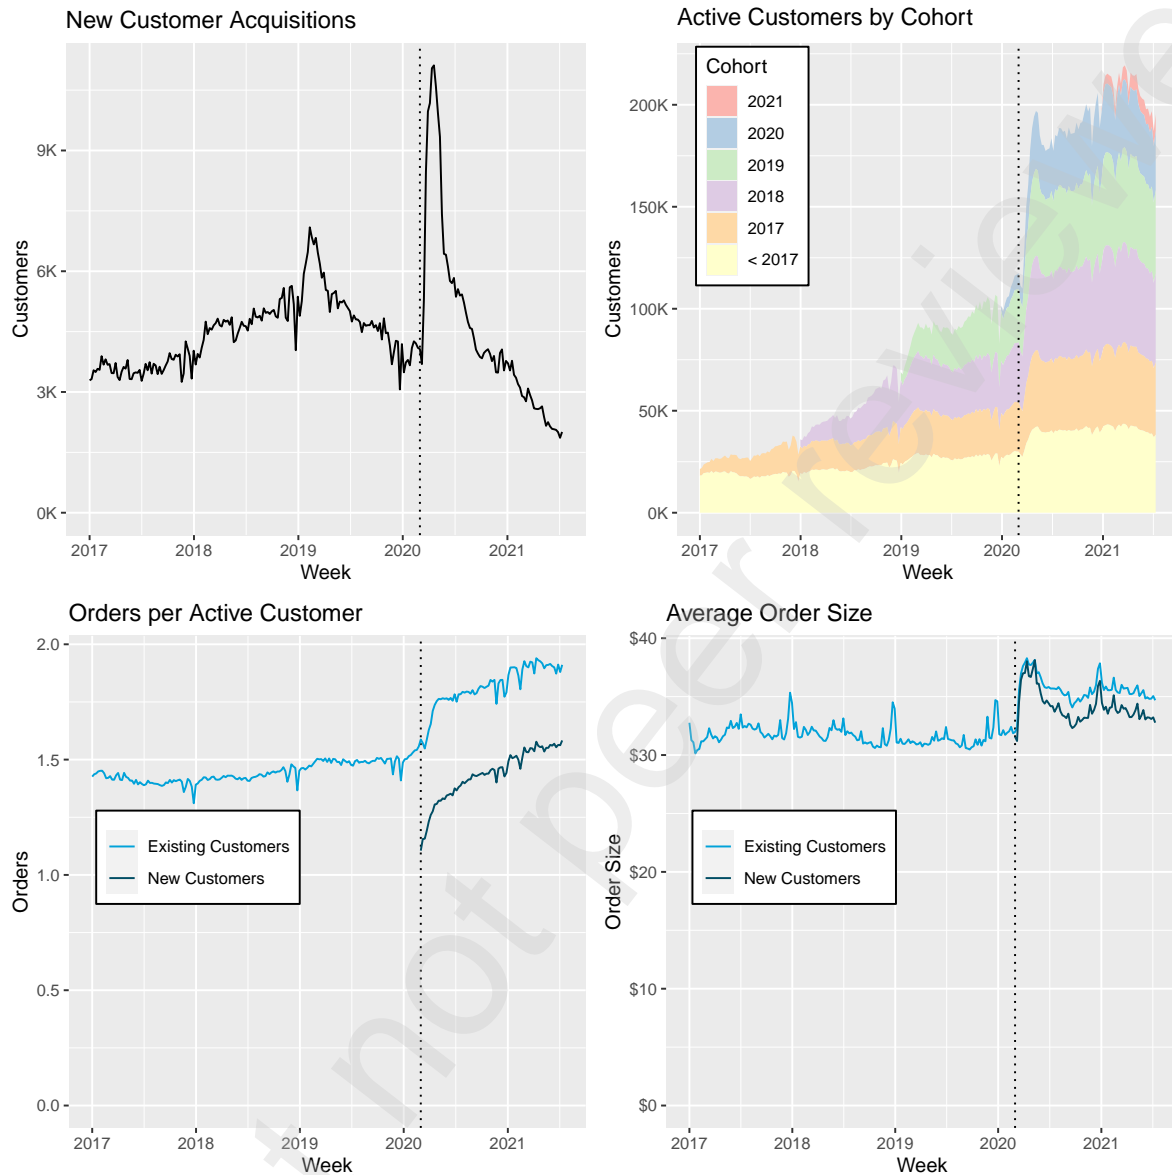 New Customer Acquisitions
Customers
9K
6K
3K
0K
2017 2018 2019 2020 2021
Week
Active Customers by Cohort
Customers
200K
150K
100K
50K
0K
Cohort
2021
2020
2019
2018
2017
< 2017
2017 2018 2019 2020 2021
Week
Orders per Active Customer
Orders
2.0
1.5
1.0
0.5
0.0
Existing Customers
New Customers
2017 2018 2019 2020 2021
Week
Average Order Size
Order Size
$40
$30
$20
$10
$0
Existing Customers
New Customers
2017 2018 2019 2020 2021
Week
not peer review